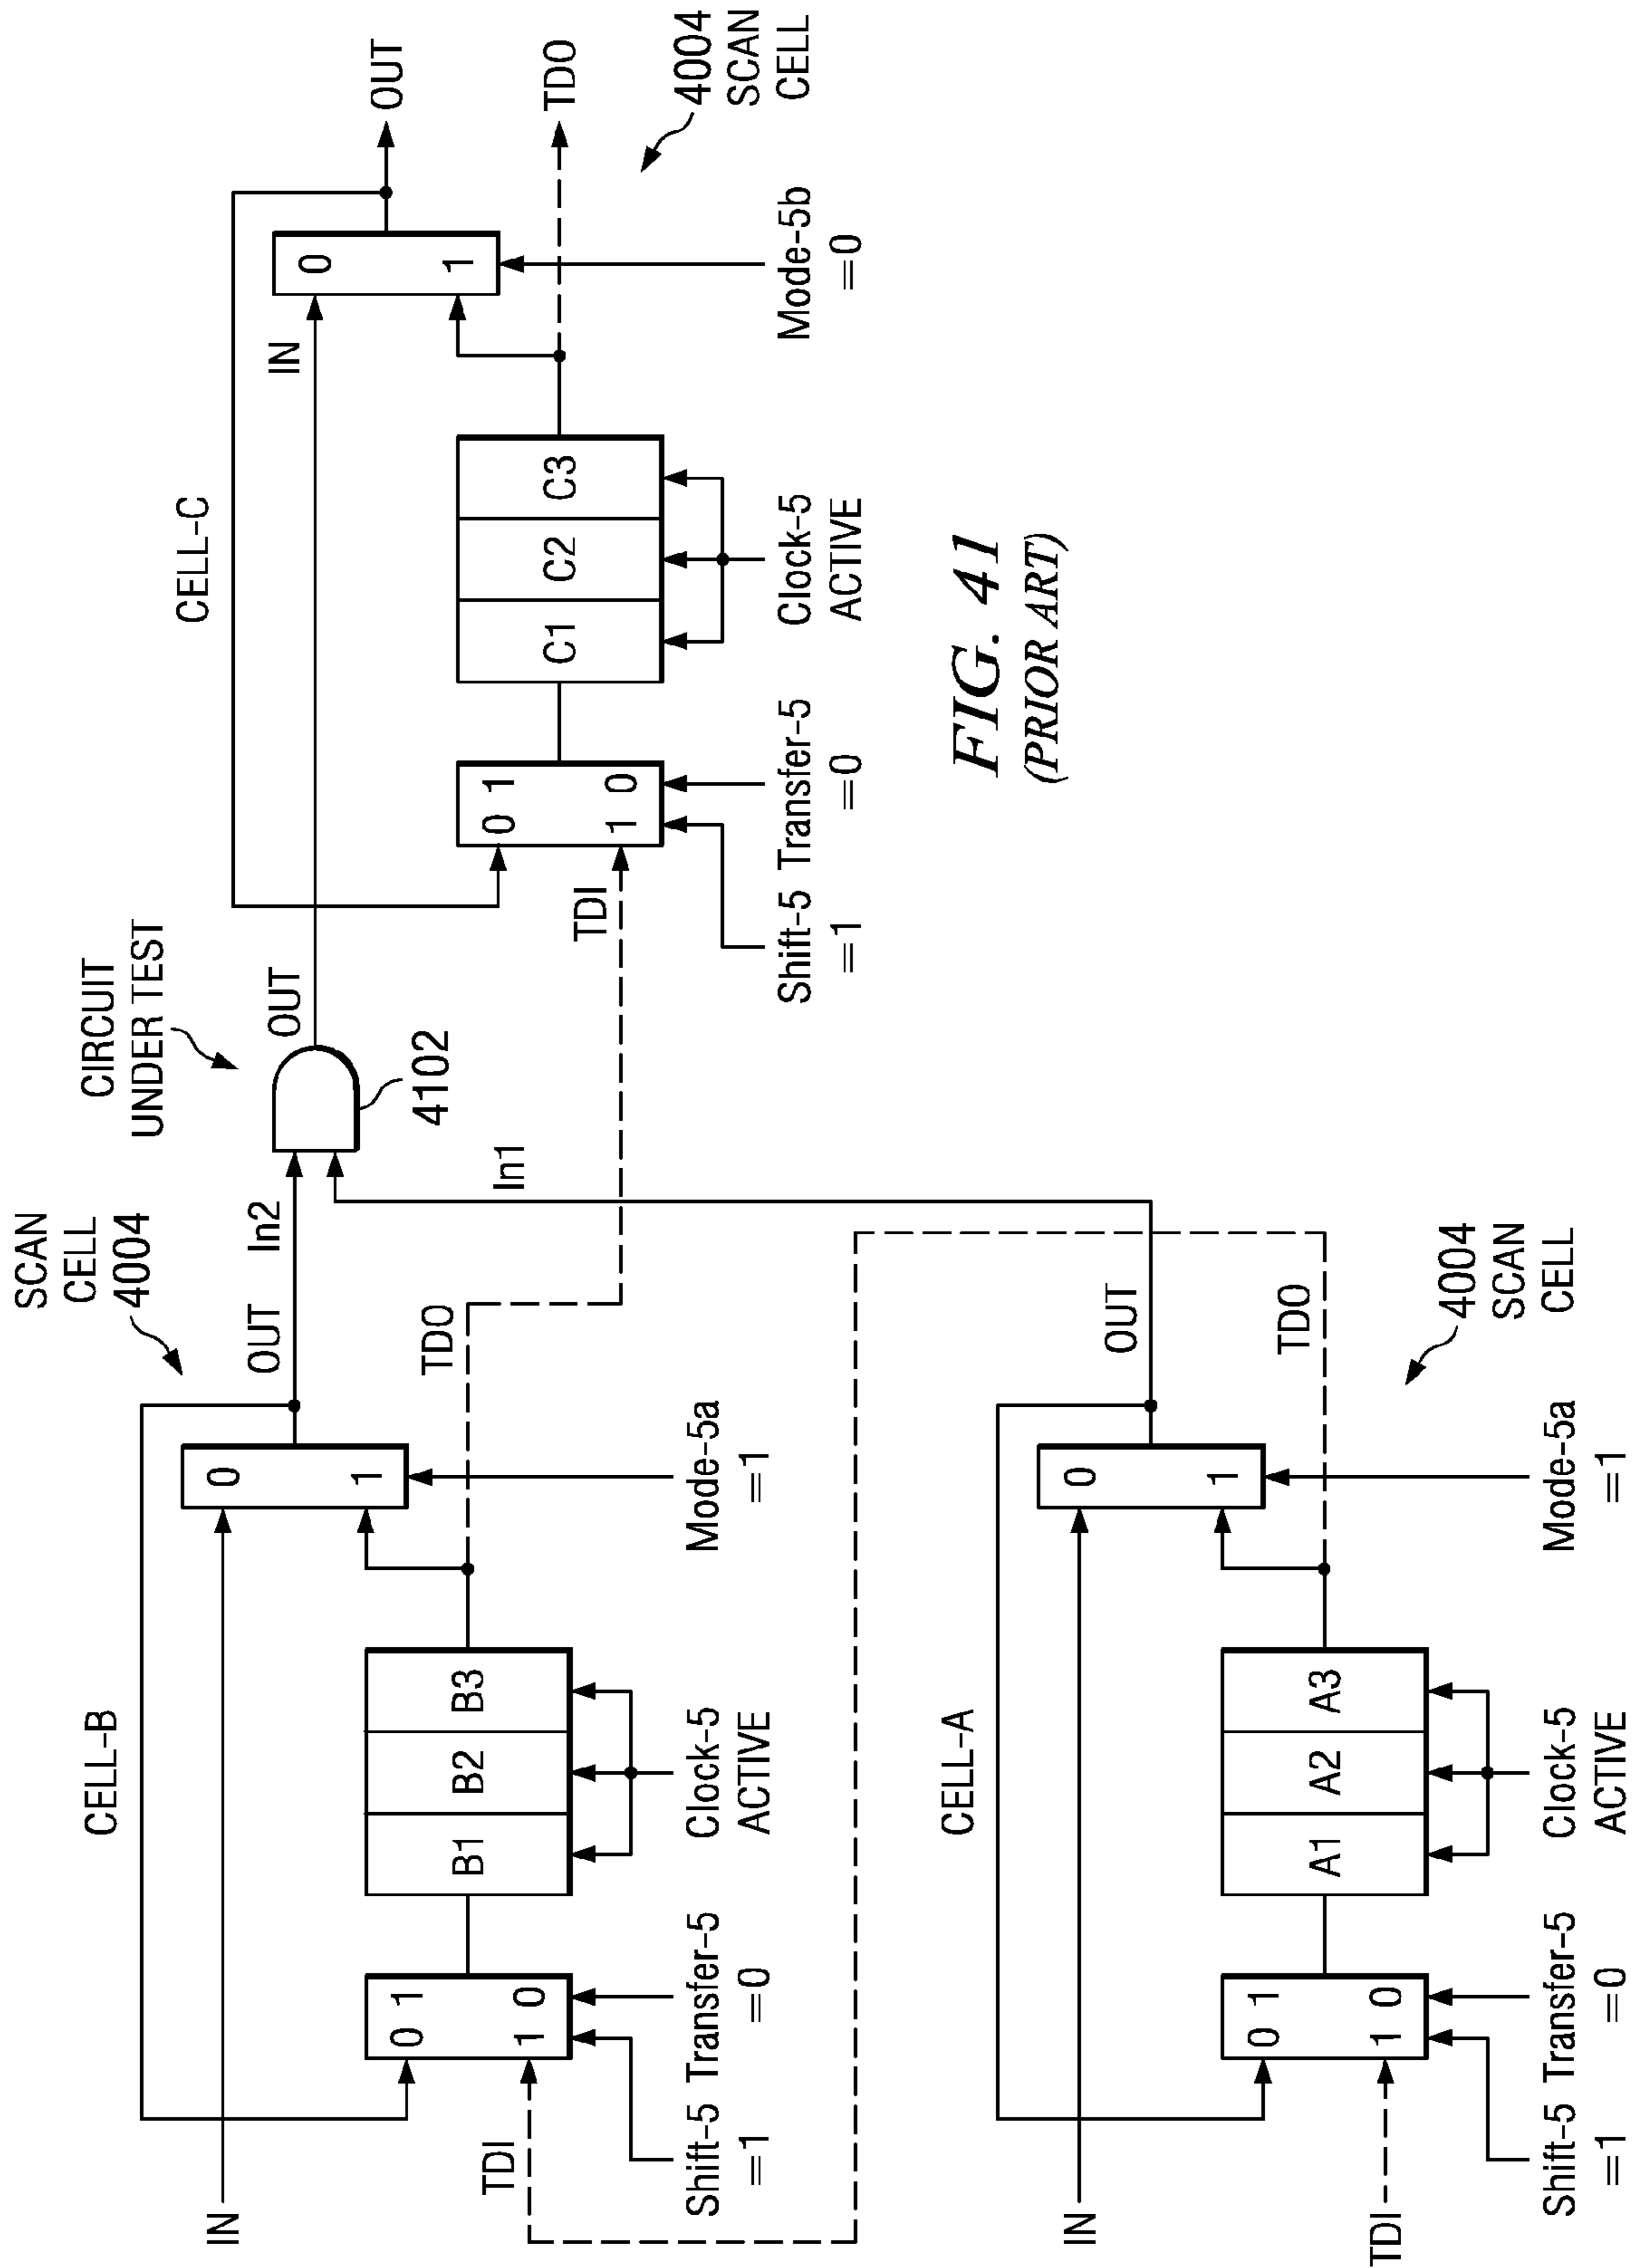 SCAN
CELL
4004
CELL-B
IN
OUT
In2
0
1
0 1
1 0
TDI
B1
B2
B3
TDO
Shift-5
=1
Transfer-5
=0
Clock-5
ACTIVE
Mode-5a
=1
CIRCUIT
UNDER TEST
OUT
4102
In1
CELL-C
IN
OUT
0
1
0 1
1 0
TDI
C1
C2
C3
TDO
Shift-5
=1
Transfer-5
=0
Clock-5
ACTIVE
Mode-5b
=0
4004
SCAN
CELL
CELL-A
IN
OUT
0
1
0 1
1 0
TDI
A1
A2
A3
TDO
Shift-5
=1
Transfer-5
=0
Clock-5
ACTIVE
Mode-5a
=1
4004
SCAN
CELL
FIG. 41
(PRIOR ART)